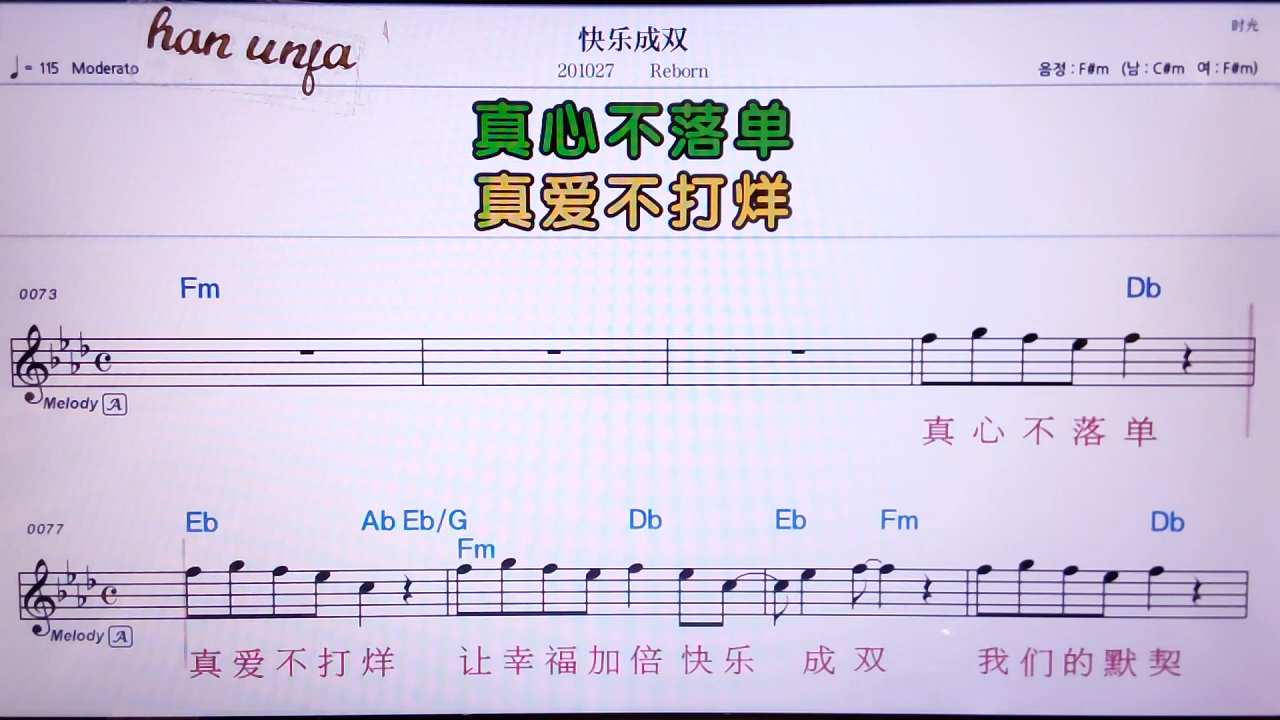 han unfa
快乐成双
时光
♩= 115 Moderato
201027 Reborn
음정 : F#m (남 : C#m 여 : F#m)
真心不落单
真爱不打烊
0073
Fm Db
Melody A
真心不落单
0077
Eb Ab Eb/G Db Eb Fm Db
Fm
Melody A
真爱不打烊 让幸福加倍快乐 成双 我们的默契